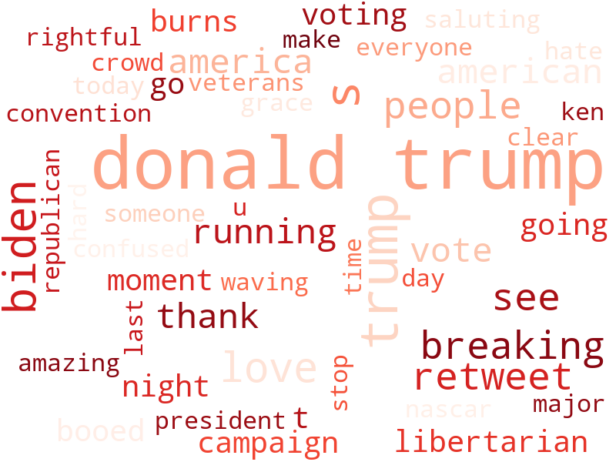 burns
voting
saluting
rightful
make
everyone
hate
crowd
america
american
today
go
veterans
grace
s
people
convention
ken
clear
donald trump
republican
hard
biden
someone
u
running
trump
going
confused
vote
time
moment
waving
day
see
last
thank
breaking
amazing
love
stop
retweet
night
nascar
major
booed
president
t
campaign
libertarian